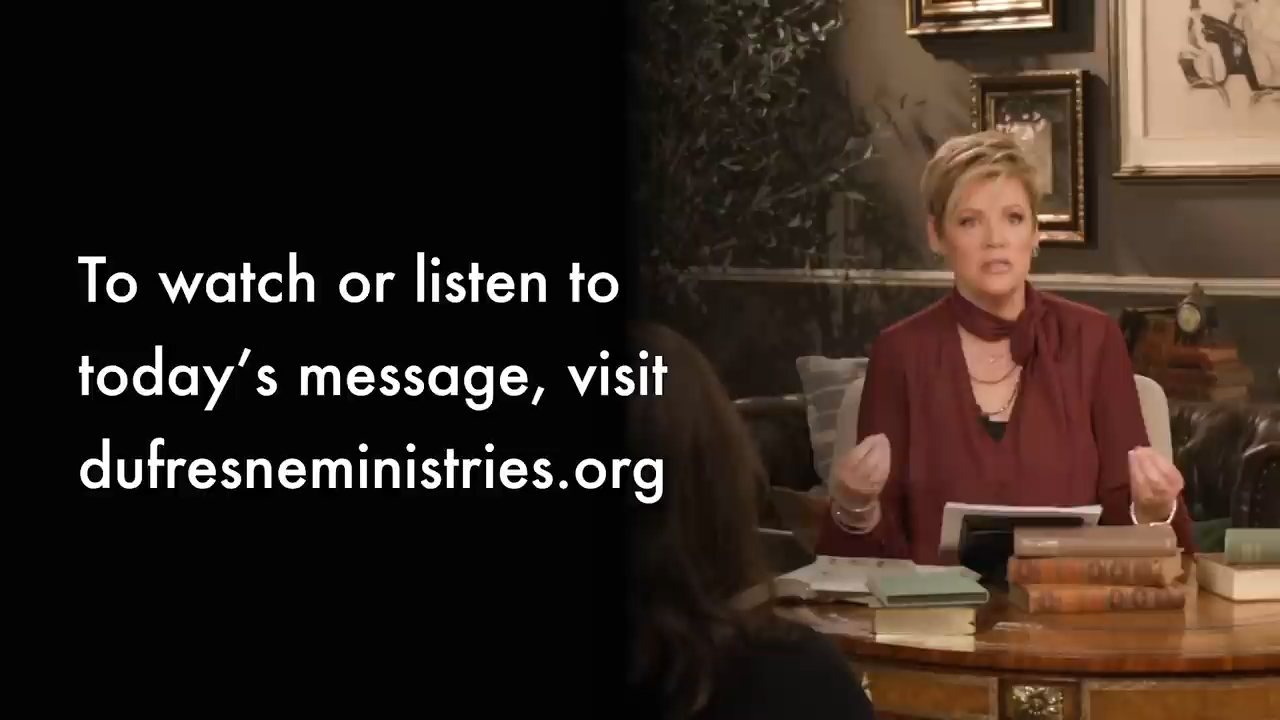 To watch or listen to
today’s message, visit
dufresneministries.org